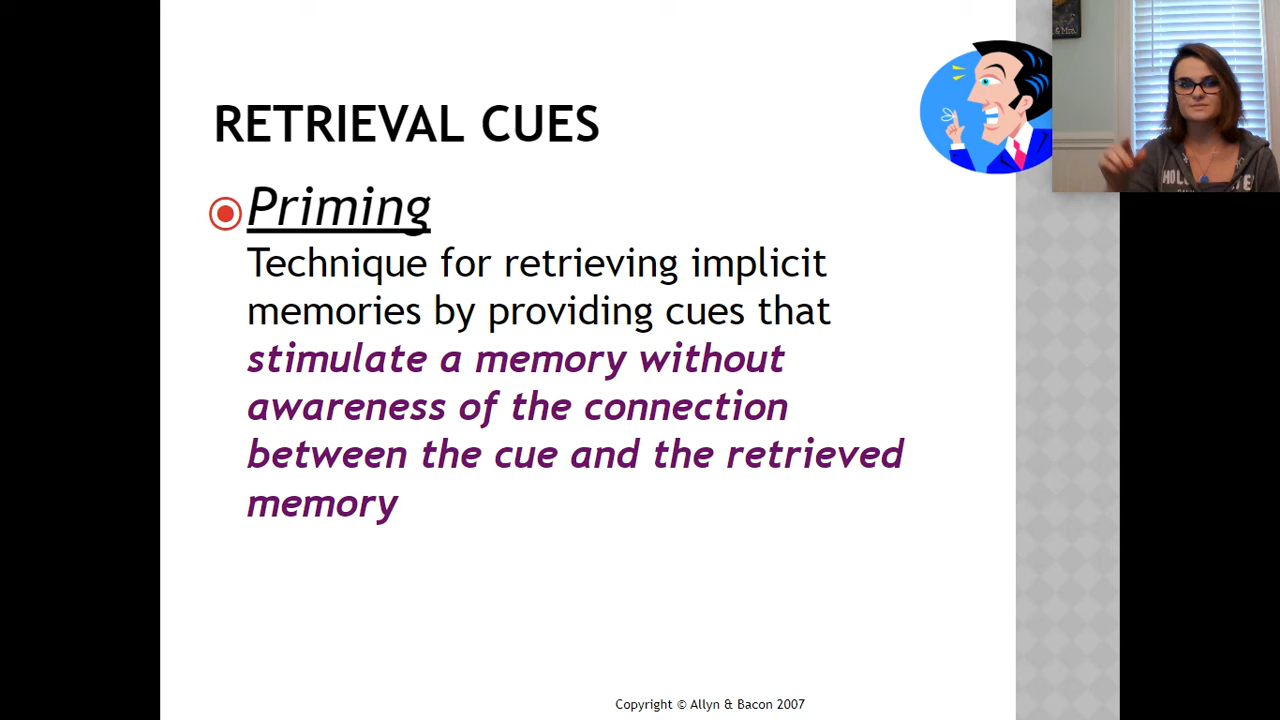 RETRIEVAL CUES
Priming
Technique for retrieving implicit
memories by providing cues that
stimulate a memory without
awareness of the connection
between the cue and the retrieved
memory
Copyright © Allyn & Bacon 2007